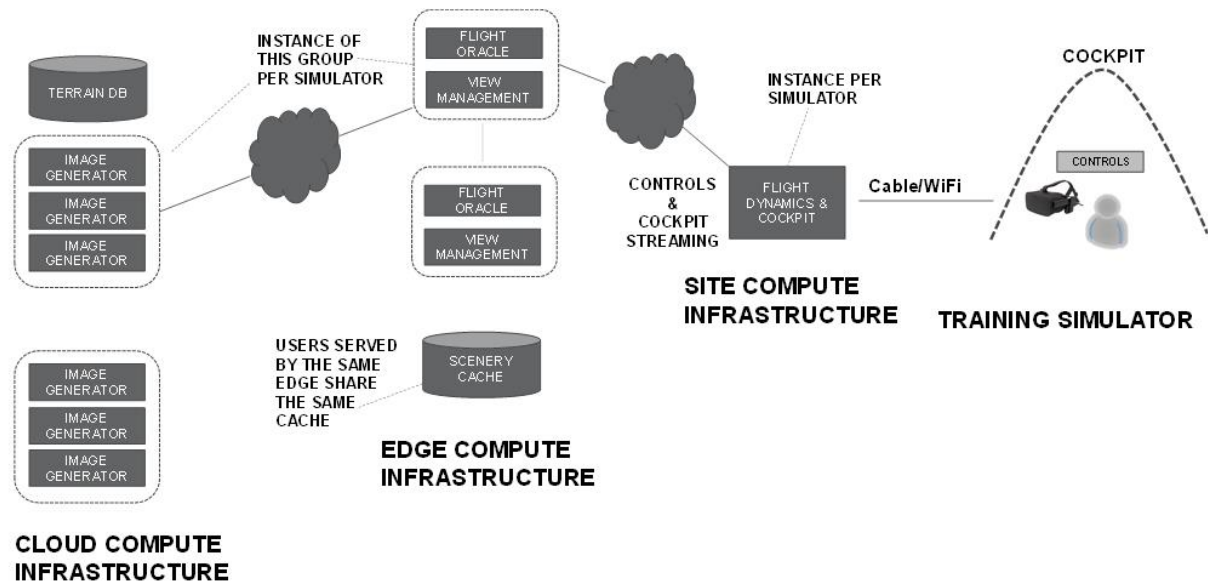 TERRAIN DB
IMAGE
GENERATOR
IMAGE
GENERATOR
IMAGE
GENERATOR
IMAGE
GENERATOR
IMAGE
GENERATOR
IMAGE
GENERATOR
CLOUD COMPUTE
INFRASTRUCTURE
INSTANCE OF
THIS GROUP
PER SIMULATOR
FLIGHT
ORACLE
VIEW
MANAGEMENT
FLIGHT
ORACLE
VIEW
MANAGEMENT
USERS SERVED
BY THE SAME
EDGE SHARE
THE SAME
CACHE
SCENERY
CACHE
EDGE COMPUTE
INFRASTRUCTURE
CONTROLS
&
COCKPIT
STREAMING
INSTANCE PER
SIMULATOR
FLIGHT
DYNAMICS &
COCKPIT
SITE COMPUTE
INFRASTRUCTURE
Cable/WiFi
COCKPIT
CONTROLS
TRAINING SIMULATOR